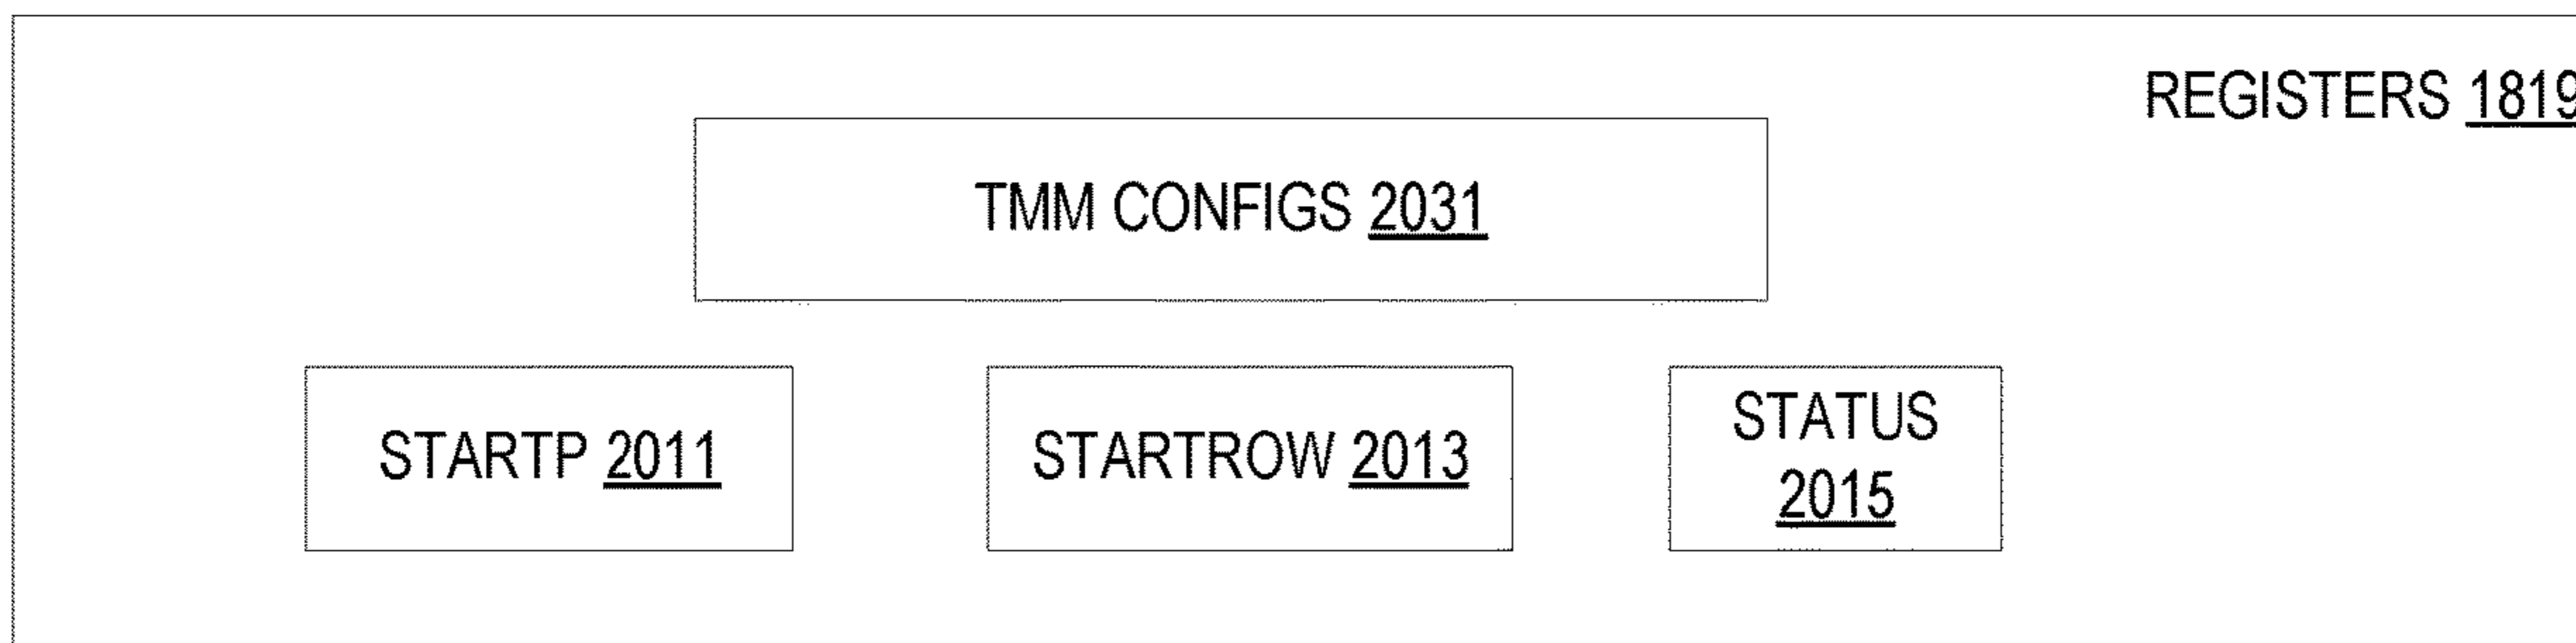 REGISTERS 1819
TMM CONFIGS 2031
STARTP 2011
STARTROW 2013
STATUS
2015